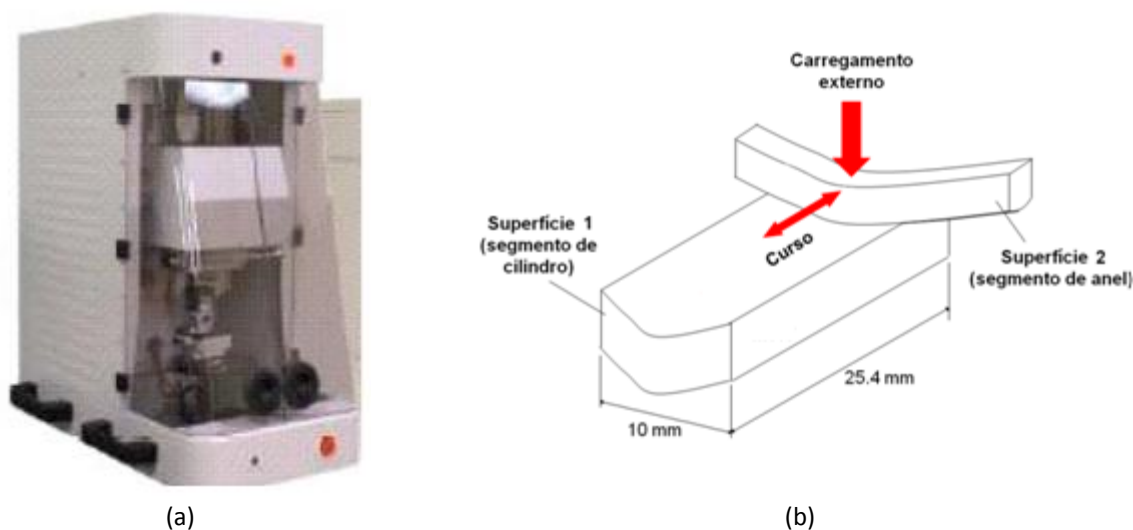 Carregamento
externo
Superfície 1
(segmento de
cilindro)
Curso
Superfície 2
(segmento de anel)
25.4 mm
10 mm
(a)
(b)